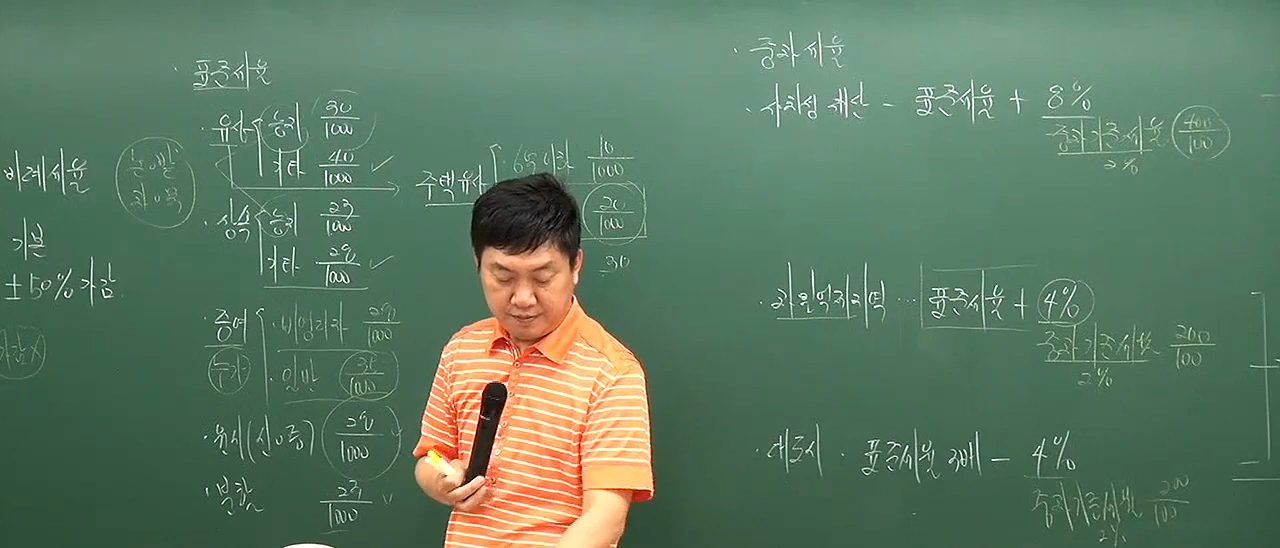 비례세율
기본
±50% 가감
· 표준세율
· 유상 농지 30/1000
기타 40/1000
· 상속 농지 23/1000
기타 28/1000
· 증여
· 비영리자 28/1000
· 일반 35/1000
· 원시(신·증) 28/1000
· 분할 23/1000
주택유상
· 6억이하 10/1000
20/1000
30
· 중과세율
· 사치성 재산 - 표준세율 + 8%
중과기준세율 400/100
2%
· 과밀억제권역 ··· 표준세율 + 4%
중과기준세율 200/100
2%
· 대도시 · 표준세율 3배 - 4%
중과기준세율 200/100
2%